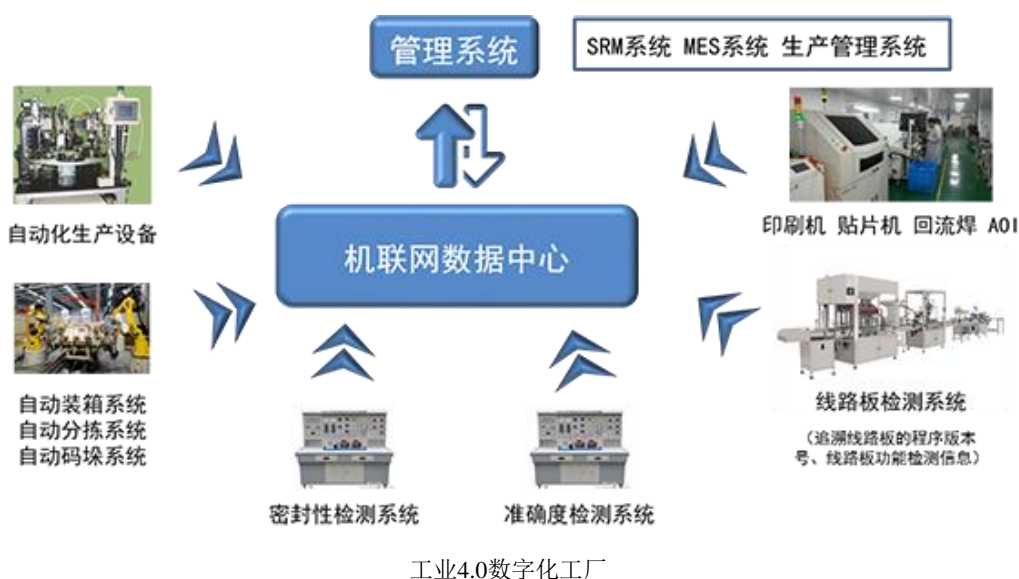 管理系统
SRM系统 MES系统 生产管理系统
自动化生产设备
印刷机 贴片机 回流焊 AOI
机联网数据中心
自动装箱系统
自动分拣系统
自动码垛系统
线路板检测系统
(追溯线路板的程序版本
号、线路板功能检测信息)
密封性检测系统
准确度检测系统
工业4.0数字化工厂